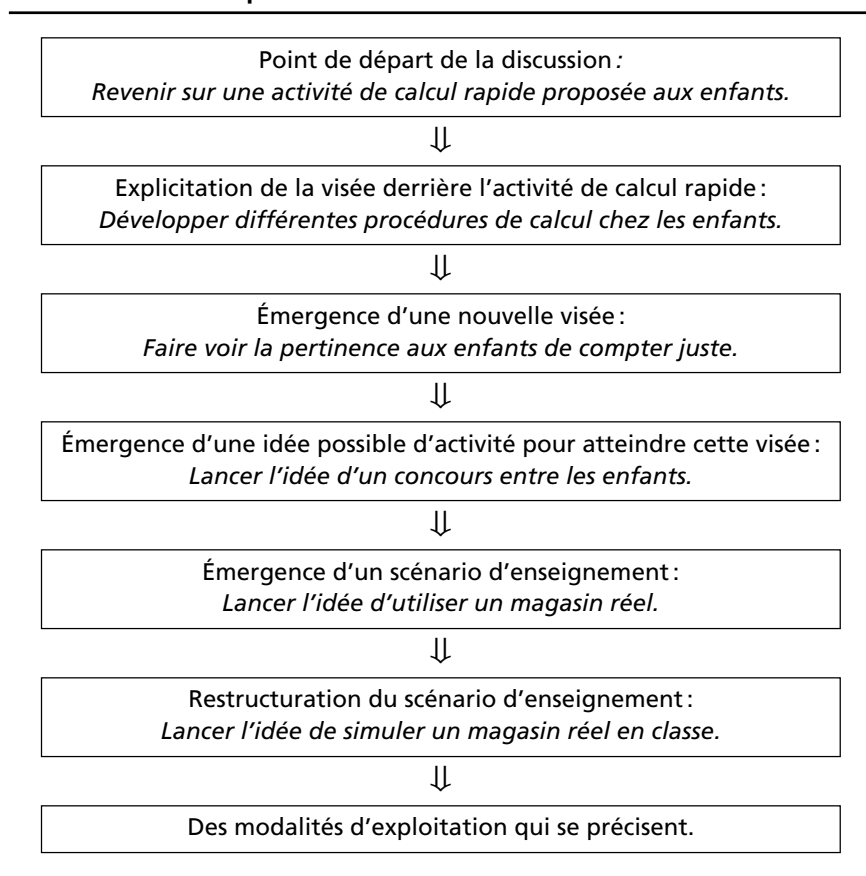 Point de départ de la discussion :
Revenir sur une activité de calcul rapide proposée aux enfants.
⇓
Explicitation de la visée derrière l’activité de calcul rapide :
Développer différentes procédures de calcul chez les enfants.
⇓
Émergence d’une nouvelle visée :
Faire voir la pertinence aux enfants de compter juste.
⇓
Émergence d’une idée possible d’activité pour atteindre cette visée :
Lancer l’idée d’un concours entre les enfants.
⇓
Émergence d’un scénario d’enseignement :
Lancer l’idée d’utiliser un magasin réel.
⇓
Restructuration du scénario d’enseignement :
Lancer l’idée de simuler un magasin réel en classe.
⇓
Des modalités d’exploitation qui se précisent.